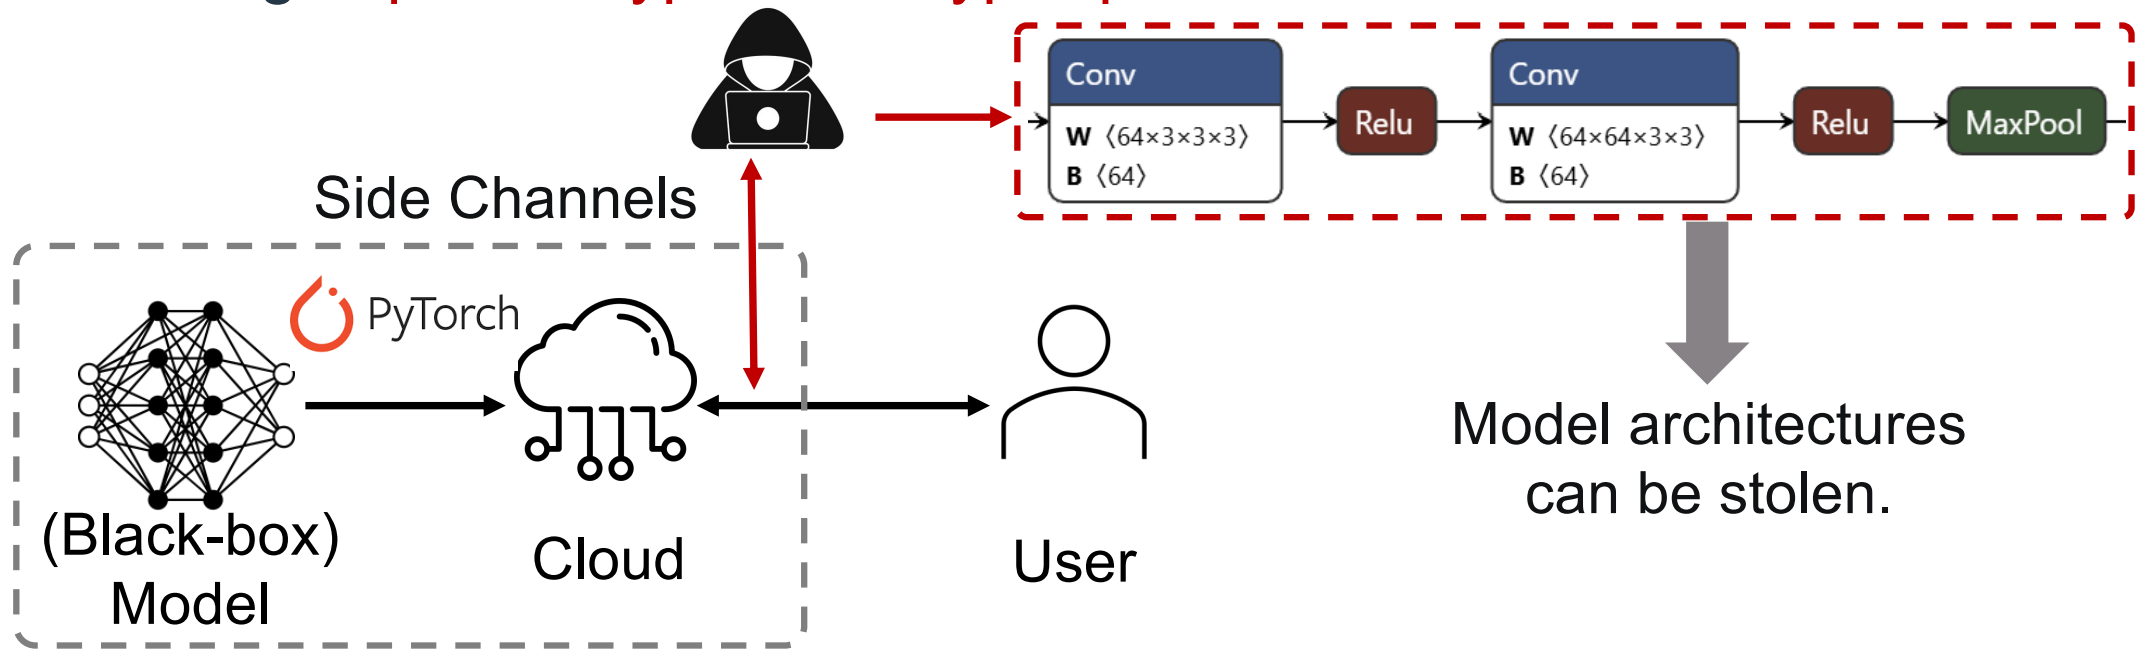 Conv
W ⟨64×3×3×3⟩
B ⟨64⟩
Relu
Conv
W ⟨64×64×3×3⟩
B ⟨64⟩
Relu
MaxPool
Side Channels
PyTorch
(Black-box)
Model
Cloud
User
Model architectures
can be stolen.